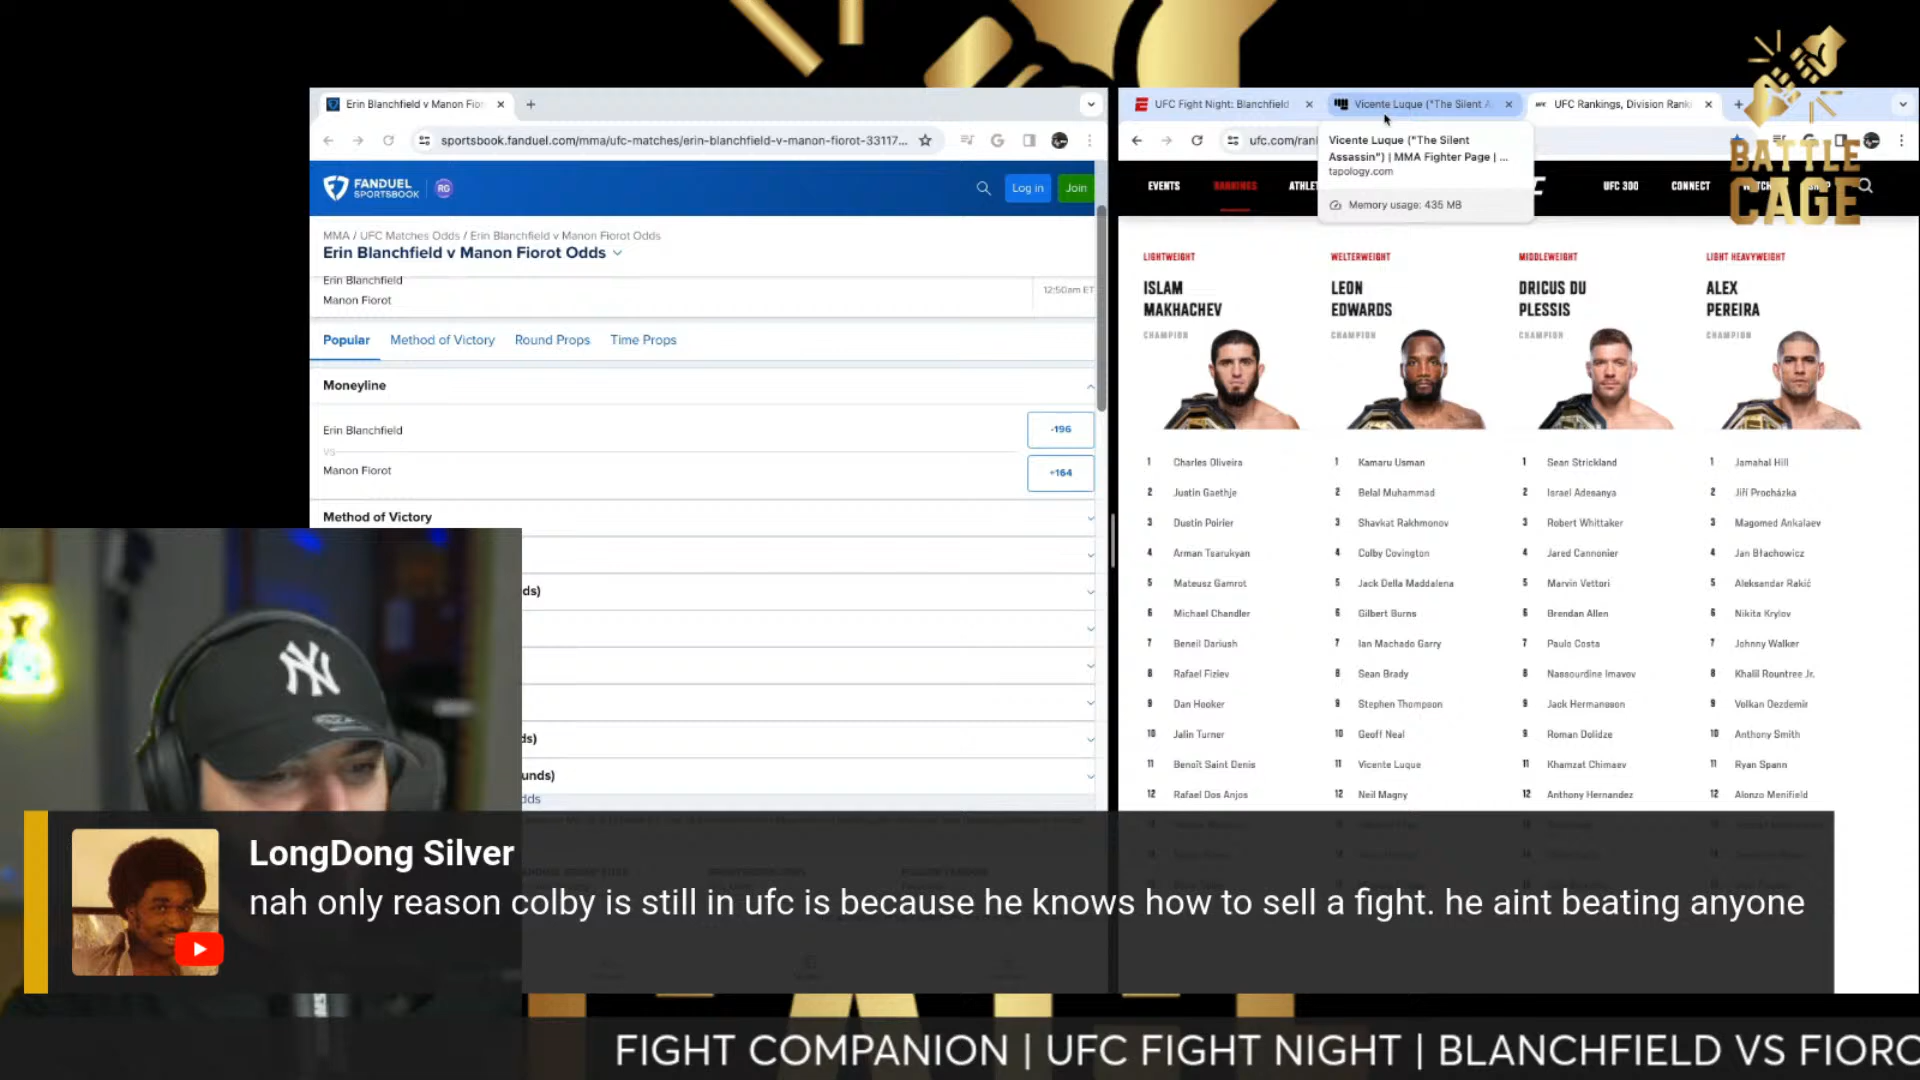 Erin Blanchfield v Manon Fior
sportsbook.fanduel.com/mma/ufc-matches/erin-blanchfield-v-manon-fiorot-33117...
FANDUEL
SPORTSBOOK
RG
Log in
Join
MMA / UFC Matches Odds / Erin Blanchfield v Manon Fiorot Odds
Erin Blanchfield v Manon Fiorot Odds
Erin Blanchfield
Manon Fiorot
12:50am ET
Popular
Method of Victory
Round Props
Time Props
Moneyline
Erin Blanchfield
-196
VS
Manon Fiorot
+164
Method of Victory
ds)
ds)
unds)
dds
UFC Fight Night: Blanchfield
Vicente Luque ("The Silent A
UFC Rankings, Division Ranki
ufc.com/ran
Vicente Luque ("The Silent
Assassin") | MMA Fighter Page | ...
tapology.com
Memory usage: 435 MB
EVENTS
RANKINGS
ATHLET
UFC 300
CONNECT
BATTLE
CAGE
LIGHTWEIGHT
ISLAM
MAKHACHEV
CHAMPION
1 Charles Oliveira
2 Justin Gaethje
3 Dustin Poirier
4 Arman Tsarukyan
5 Mateusz Gamrot
6 Michael Chandler
7 Beneil Dariush
8 Rafael Fiziev
9 Dan Hooker
10 Jalin Turner
11 Benoît Saint Denis
12 Rafael Dos Anjos
WELTERWEIGHT
LEON
EDWARDS
CHAMPION
1 Kamaru Usman
2 Belal Muhammad
3 Shavkat Rakhmonov
4 Colby Covington
5 Jack Della Maddalena
6 Gilbert Burns
7 Ian Machado Garry
8 Sean Brady
9 Stephen Thompson
10 Geoff Neal
11 Vicente Luque
12 Neil Magny
MIDDLEWEIGHT
DRICUS DU
PLESSIS
CHAMPION
1 Sean Strickland
2 Israel Adesanya
3 Robert Whittaker
4 Jared Cannonier
5 Marvin Vettori
6 Brendan Allen
7 Paulo Costa
8 Nassourdine Imavov
9 Jack Hermansson
9 Roman Dolidze
11 Khamzat Chimaev
12 Anthony Hernandez
LIGHT HEAVYWEIGHT
ALEX
PEREIRA
CHAMPION
1 Jamahal Hill
2 Jiří Procházka
3 Magomed Ankalaev
4 Jan Błachowicz
5 Aleksandar Rakić
6 Nikita Krylov
7 Johnny Walker
8 Khalil Rountree Jr.
9 Volkan Oezdemir
10 Anthony Smith
11 Ryan Spann
12 Alonzo Menifield
NY
LongDong Silver
nah only reason colby is still in ufc is because he knows how to sell a fight. he aint beating anyone
FIGHT COMPANION | UFC FIGHT NIGHT | BLANCHFIELD VS FIORO